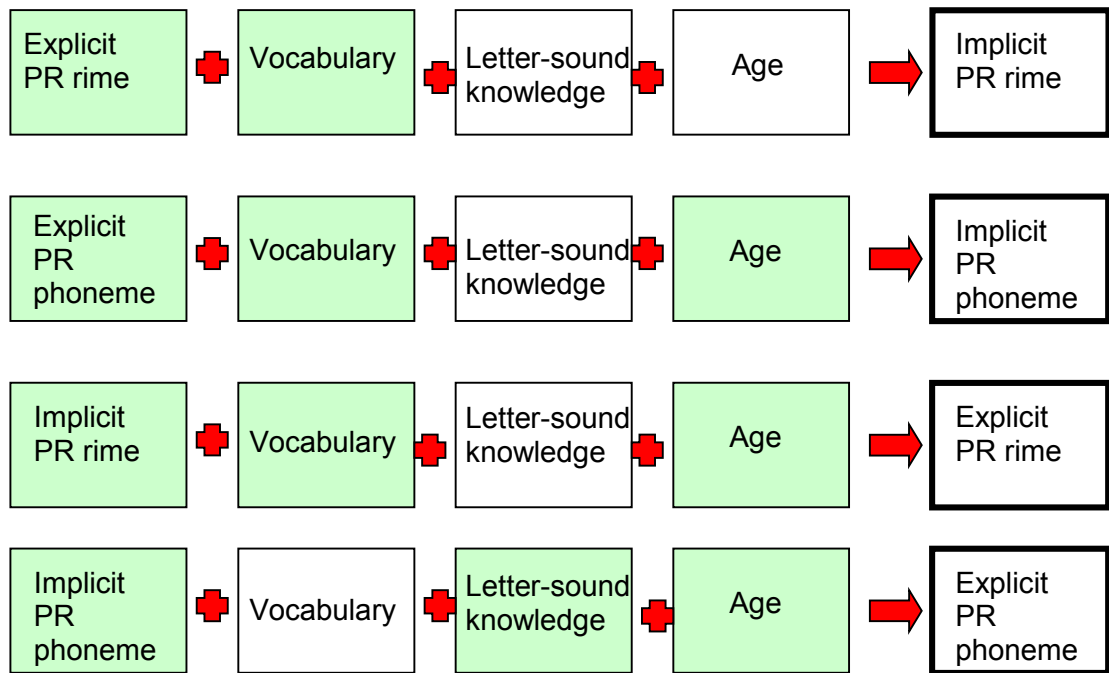 Explicit
PR rime
Vocabulary
Letter-sound
knowledge
Age
Implicit
PR rime
Explicit
PR
phoneme
Vocabulary
Letter-sound
knowledge
Age
Implicit
PR
phoneme
Implicit
PR rime
Vocabulary
Letter-sound
knowledge
Age
Explicit
PR rime
Implicit
PR
phoneme
Vocabulary
Letter-sound
knowledge
Age
Explicit
PR
phoneme